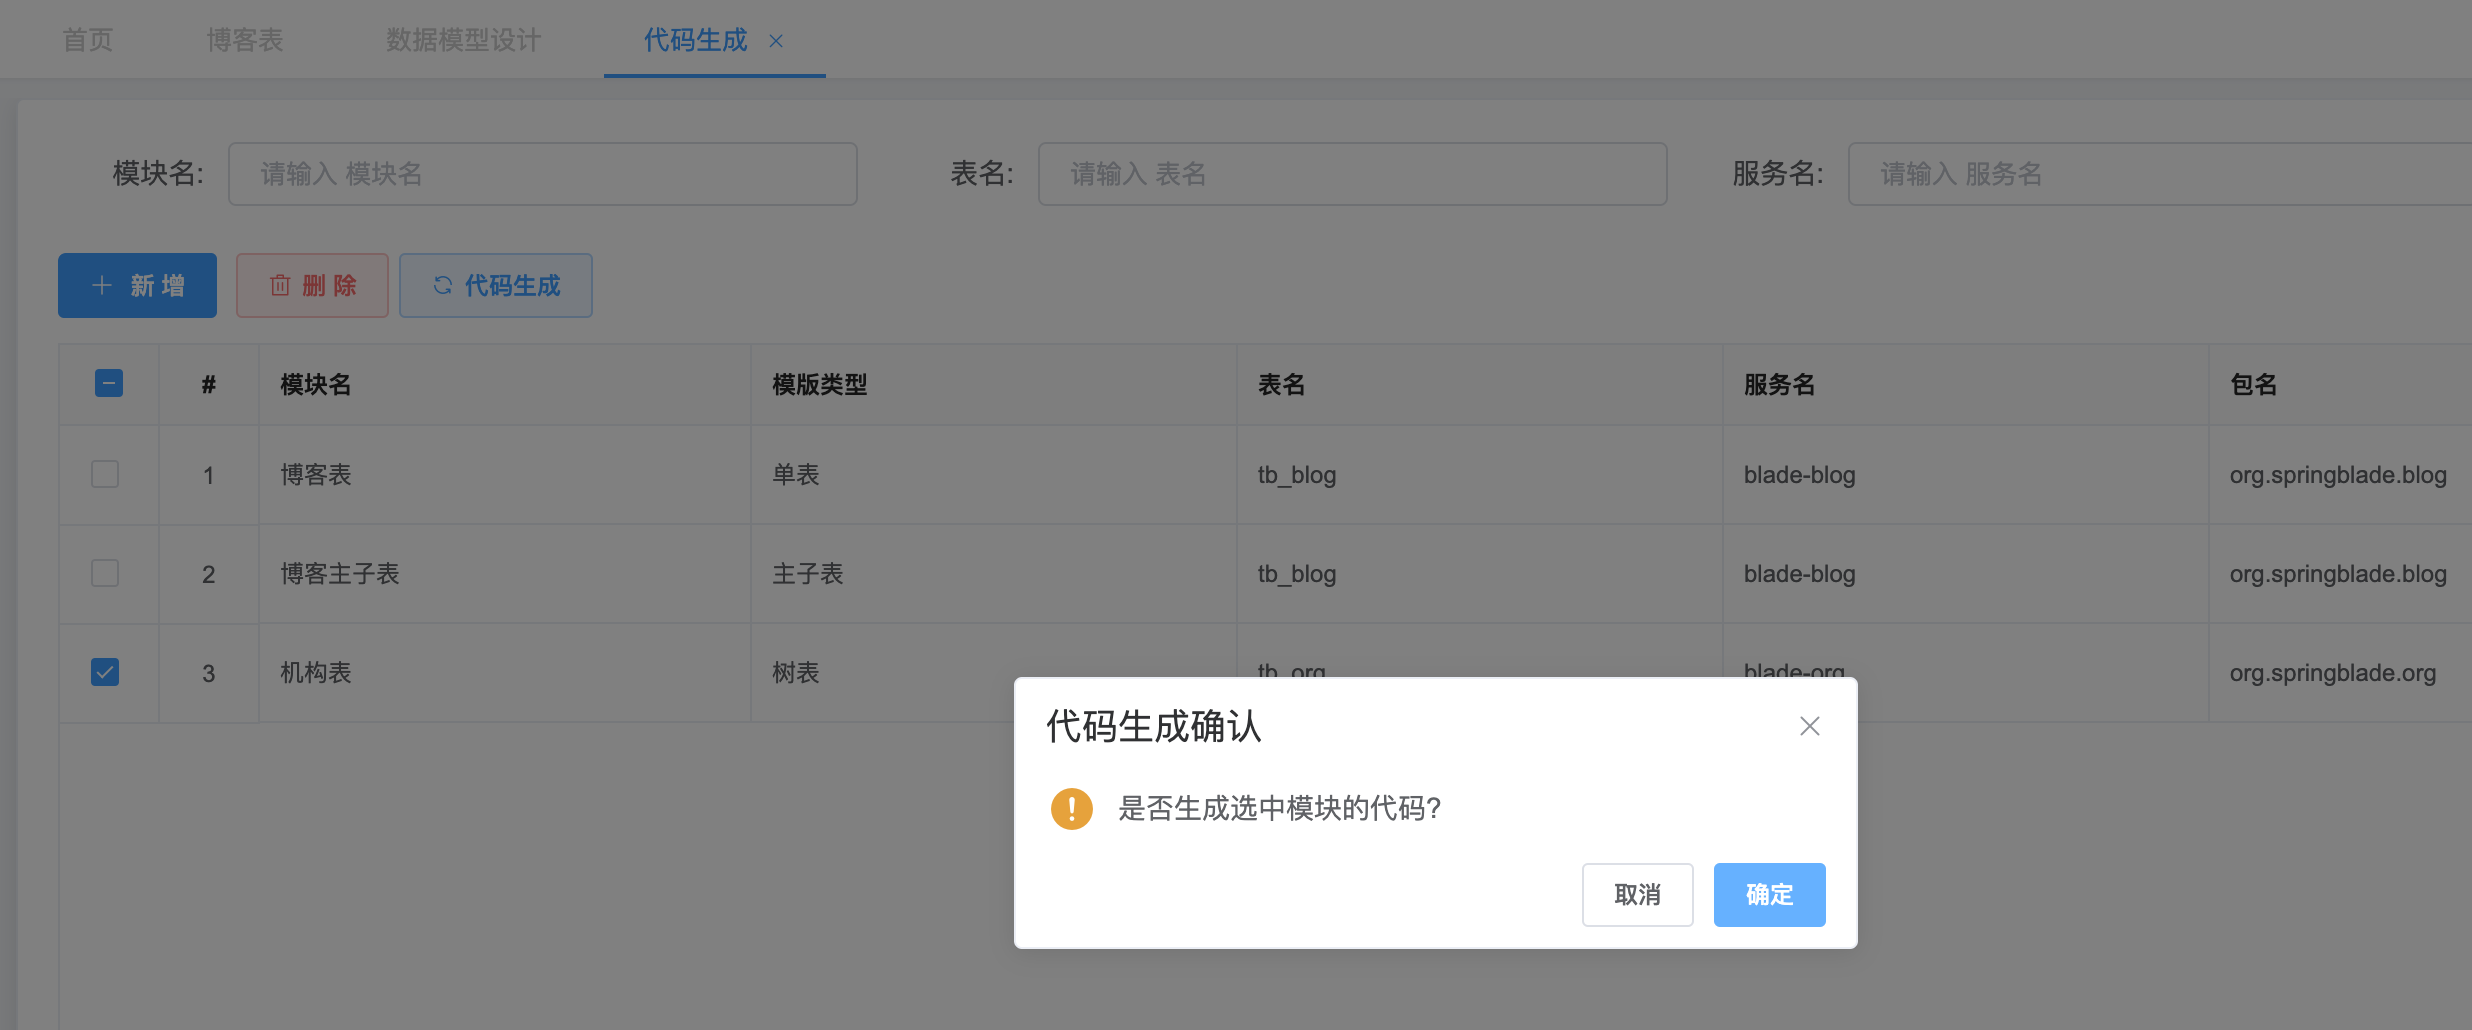 首页 博客表 数据模型设计 代码生成
模块名: 请输入 模块名 表名: 请输入 表名 服务名: 请输入 服务名
新 增 删 除 代码生成
# 模块名 模版类型 表名 服务名 包名
1 博客表 单表 tb_blog blade-blog org.springblade.blog
2 博客主子表 主子表 tb_blog blade-blog org.springblade.blog
3 机构表 树表 tb_org blade-org org.springblade.org
代码生成确认
是否生成选中模块的代码?
取消 确定